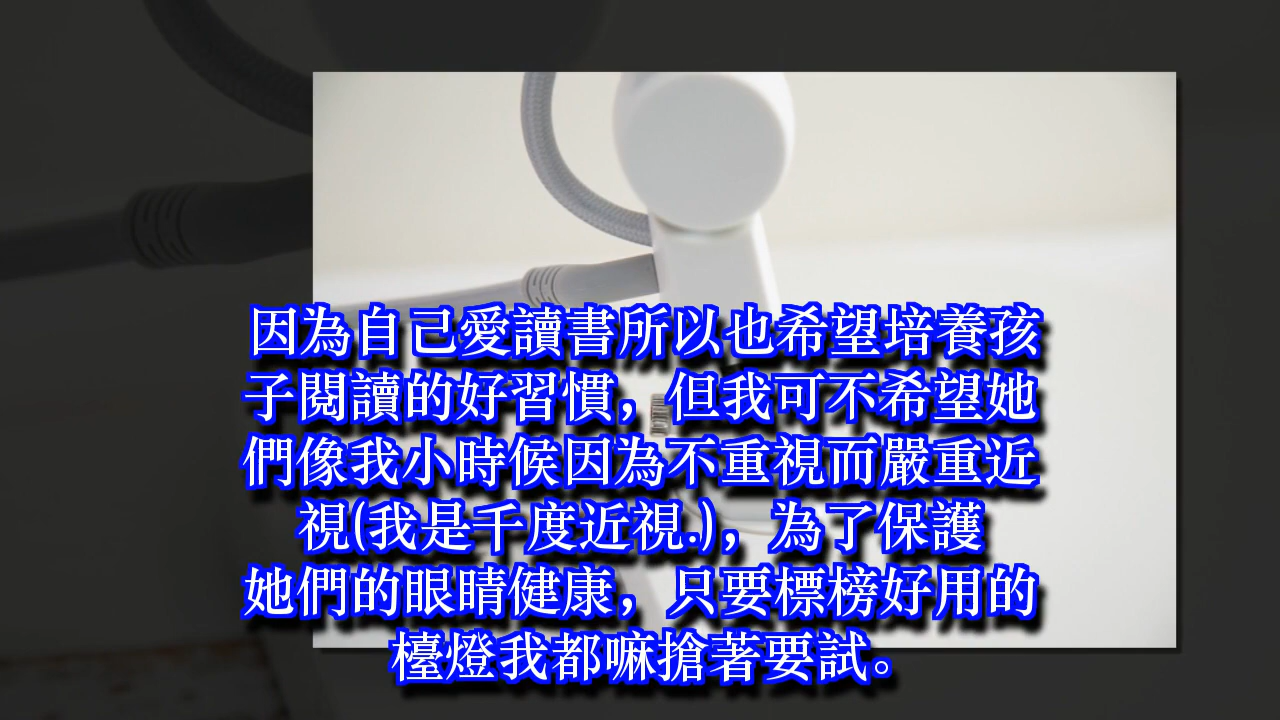 因為自己愛讀書所以也希望培養孩
子閱讀的好習慣，但我可不希望她
們像我小時候因為不重視而嚴重近
視(我是千度近視.)，為了保護
她們的眼睛健康，只要標榜好用的
檯燈我都嘛搶著要試。